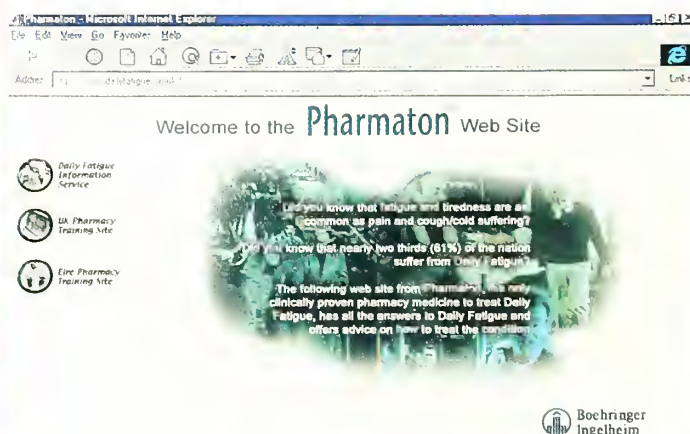 Pharmaton - Microsoft Internet Explorer
Edit View Go Favorites Help
Links
Welcome to the Pharmaton Web Site
Daily Fatigue
Information
Service
UK Pharmacy
Training Site
Eire Pharmacy
Training Site
Did you know that fatigue and tiredness are as
common as pain and cough/cold suffering?
Did you know that nearly two thirds (61%) of the nation
suffer from Daily Fatigue?
The following web site from Pharmaton, the only
clinically proven pharmacy medicine to treat Daily
Fatigue, has all the answers to Daily Fatigue and
offers advice on how to treat the condition
Boehringer
Ingelheim